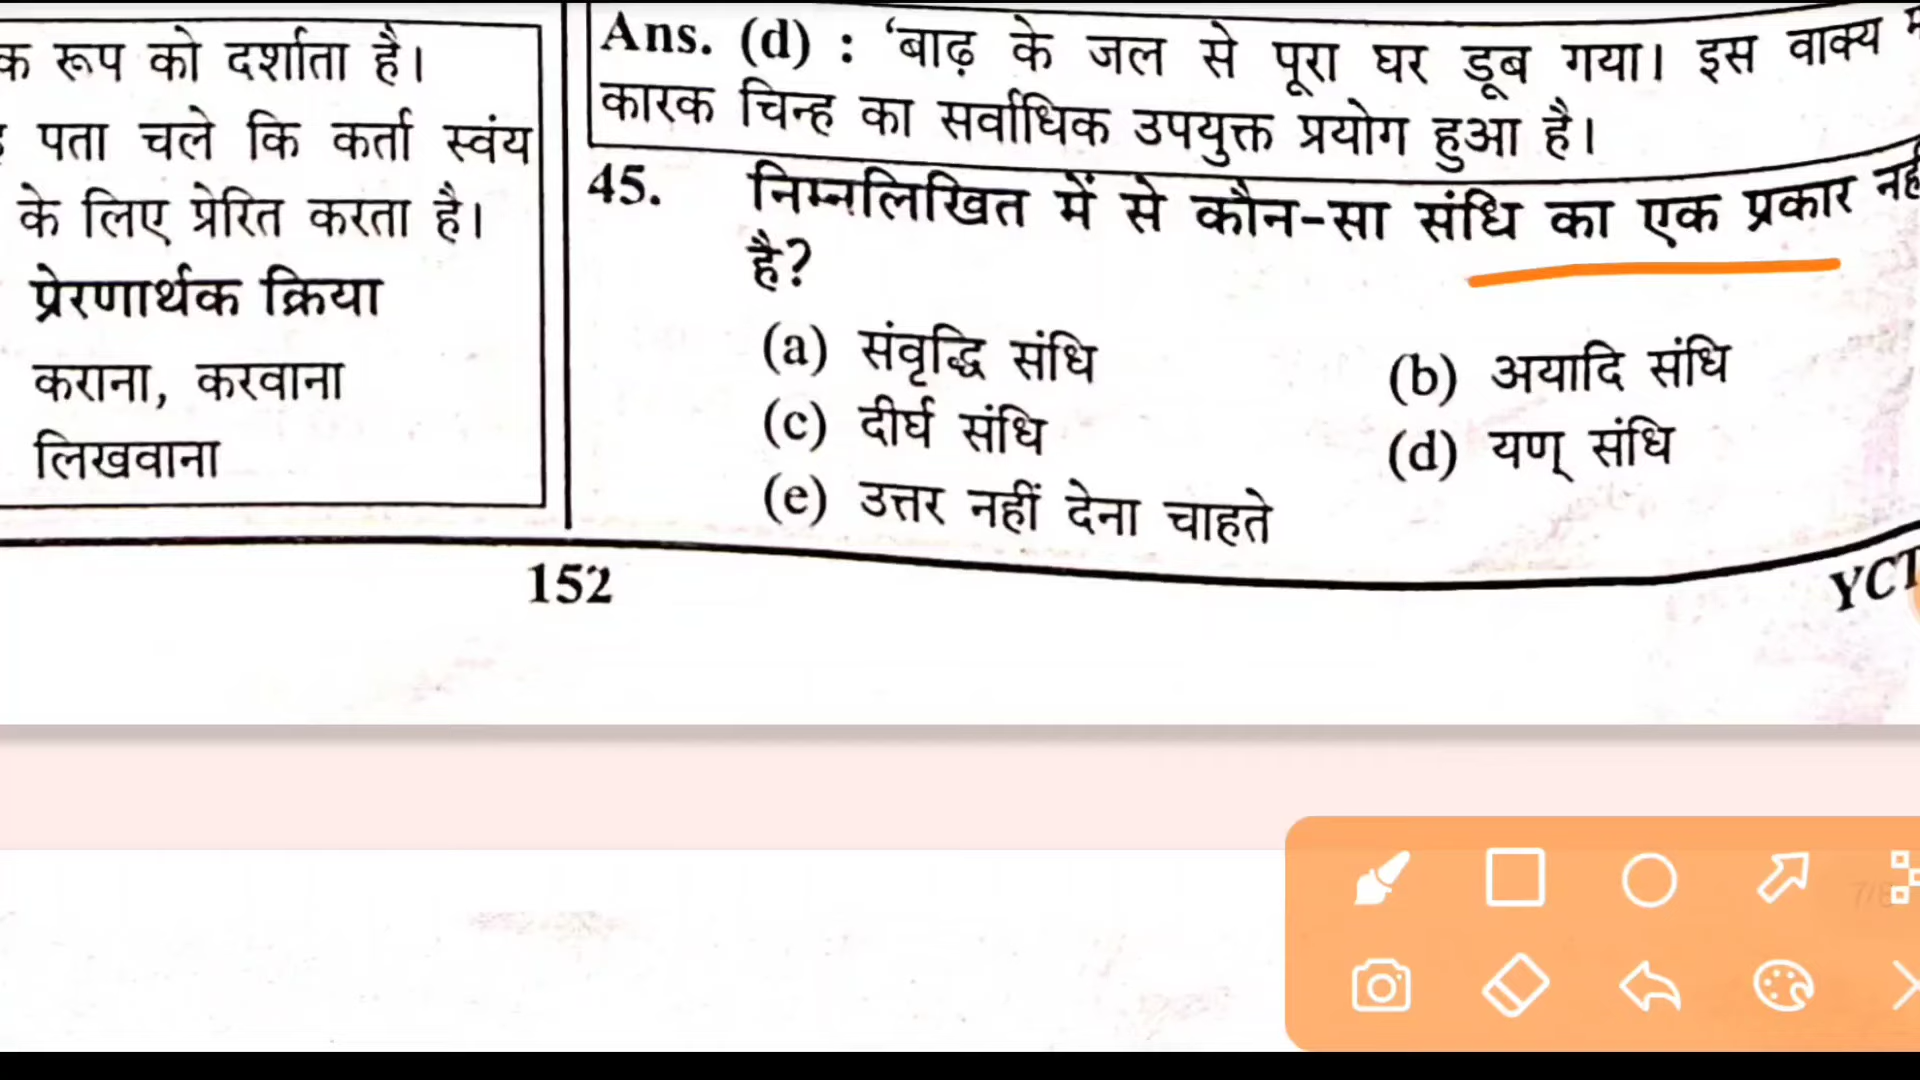 रूप को दर्शाता है।
पता चले कि कर्ता स्वंय
के लिए प्रेरित करता है।
प्रेरणार्थक क्रिया
कराना, करवाना
लिखवाना
Ans. (d) : ‘बाढ़ के जल से पूरा घर डूब गया। इस वाक्य
कारक चिन्ह का सर्वाधिक उपयुक्त प्रयोग हुआ है।
45. निम्नलिखित में से कौन-सा संधि का एक प्रकार
है?
(a) संवृद्धि संधि (b) अयादि संधि
(c) दीर्घ संधि (d) यण् संधि
(e) उत्तर नहीं देना चाहते
152
YCT